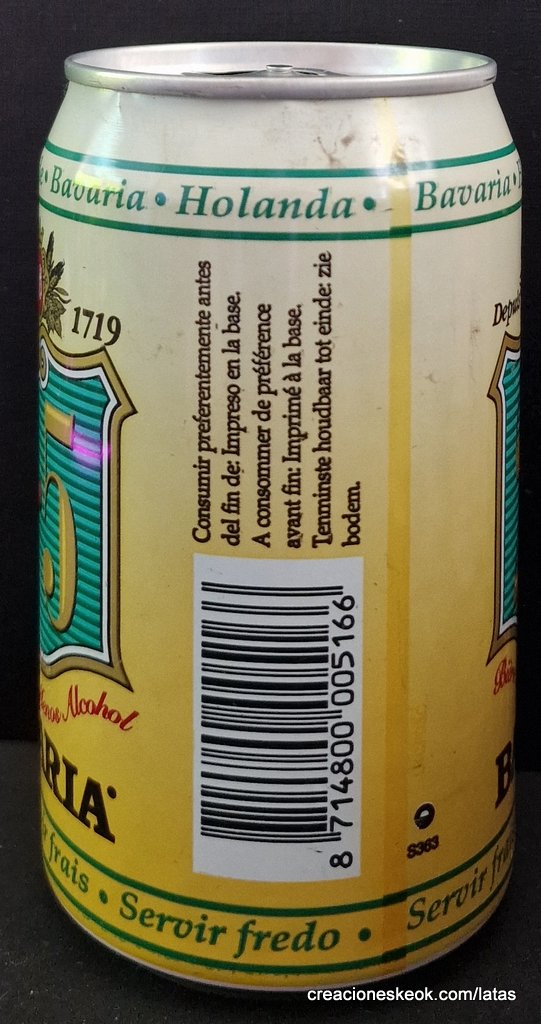 Bavaria • Holanda •
Bavaria •
1719
5
Consumir preferentemente antes
del fin de: Impreso en la base.
A consommer de préférence
avant fin: Imprimé à la base.
Tenminste houdbaar tot einde: zie
bodem.
8 714800 005166
Alcohol
RIA
S363
frais • Servir fredo •
Servir
creacioneskeok.com/latas